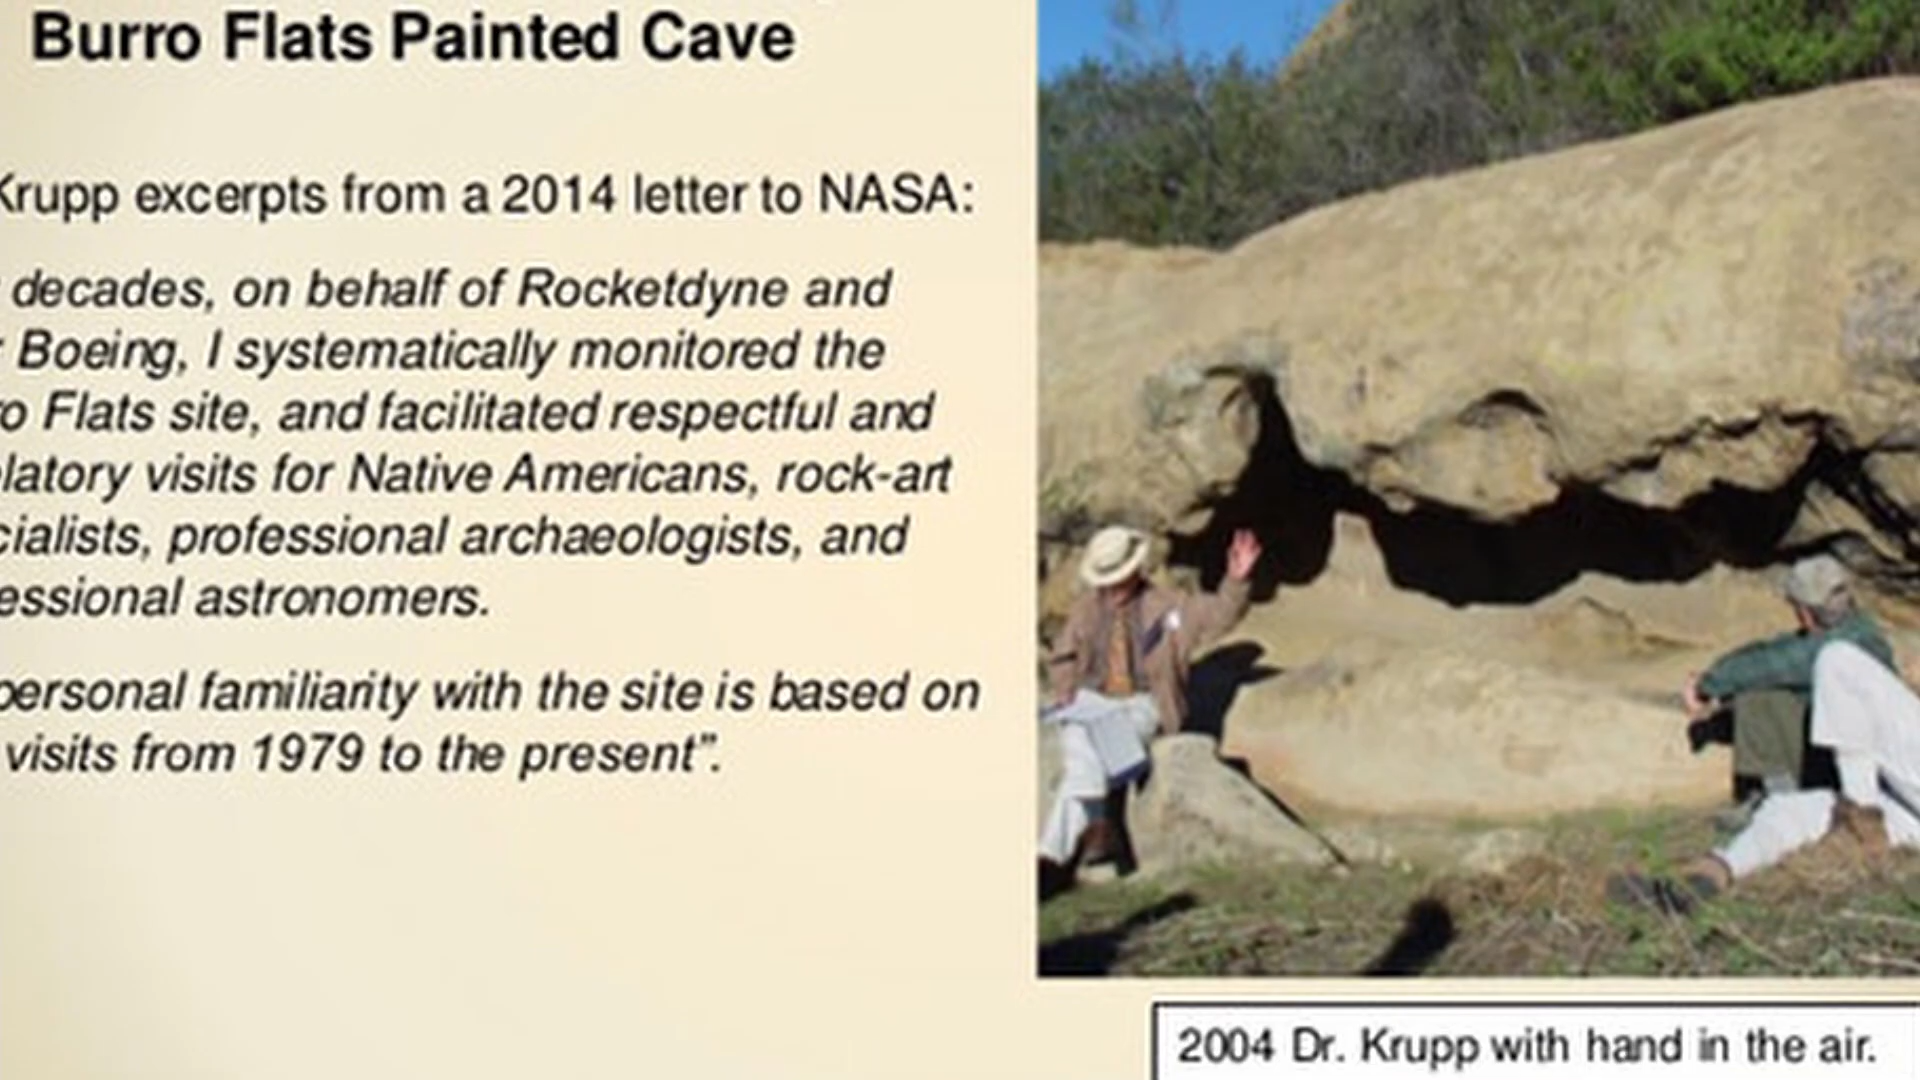 Burro Flats Painted Cave
Krupp excerpts from a 2014 letter to NASA:
decades, on behalf of Rocketdyne and
Boeing, I systematically monitored the
o Flats site, and facilitated respectful and
latory visits for Native Americans, rock-art
cialists, professional archaeologists, and
essional astronomers.
personal familiarity with the site is based on
visits from 1979 to the present”.
2004 Dr. Krupp with hand in the air.